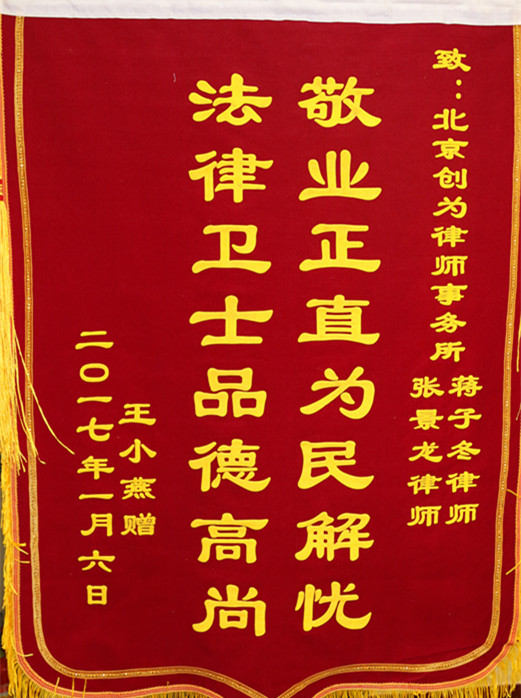 致：北京创为律师事务所
蒋子冬律师
张景龙律师
敬业正直为民解忧
法律卫士品德高尚
王小燕赠
二〇一七年一月六日